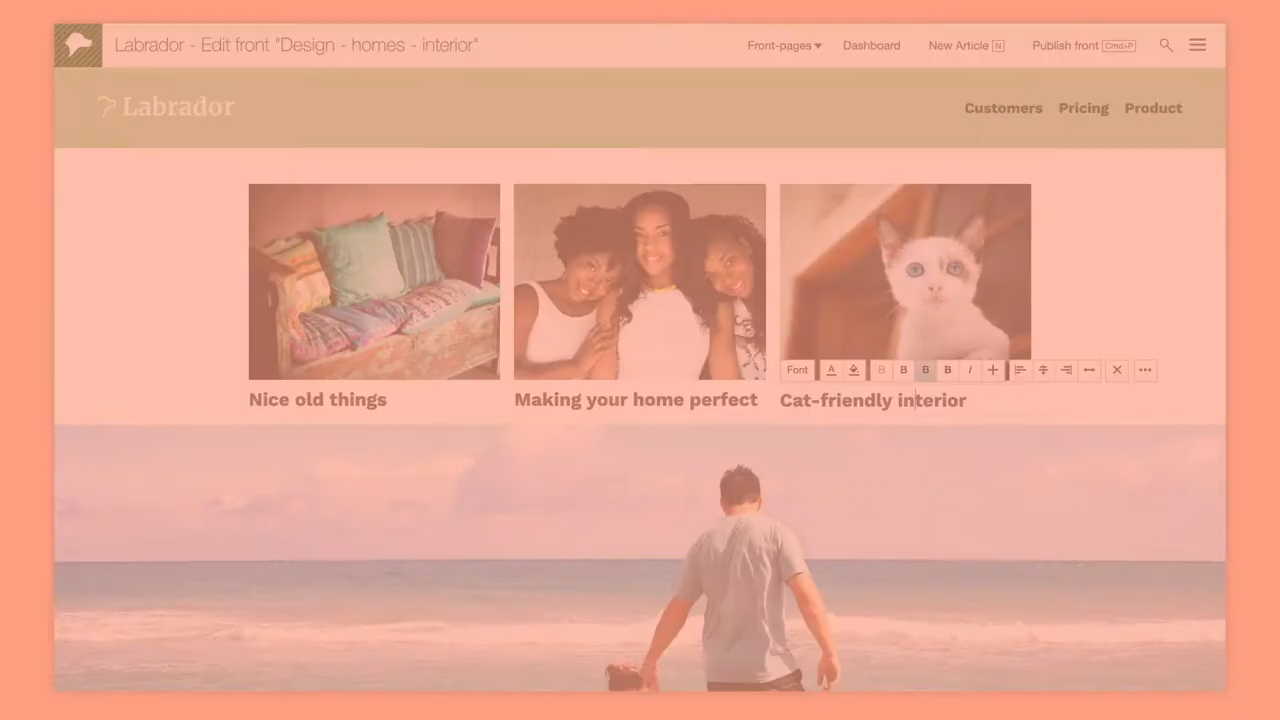 Labrador - Edit front "Design - homes - interior"
Front-pages Dashboard New Article N Publish front Cmd+P
Labrador
Customers Pricing Product
Font A B B B B I
Nice old things
Making your home perfect
Cat-friendly interior